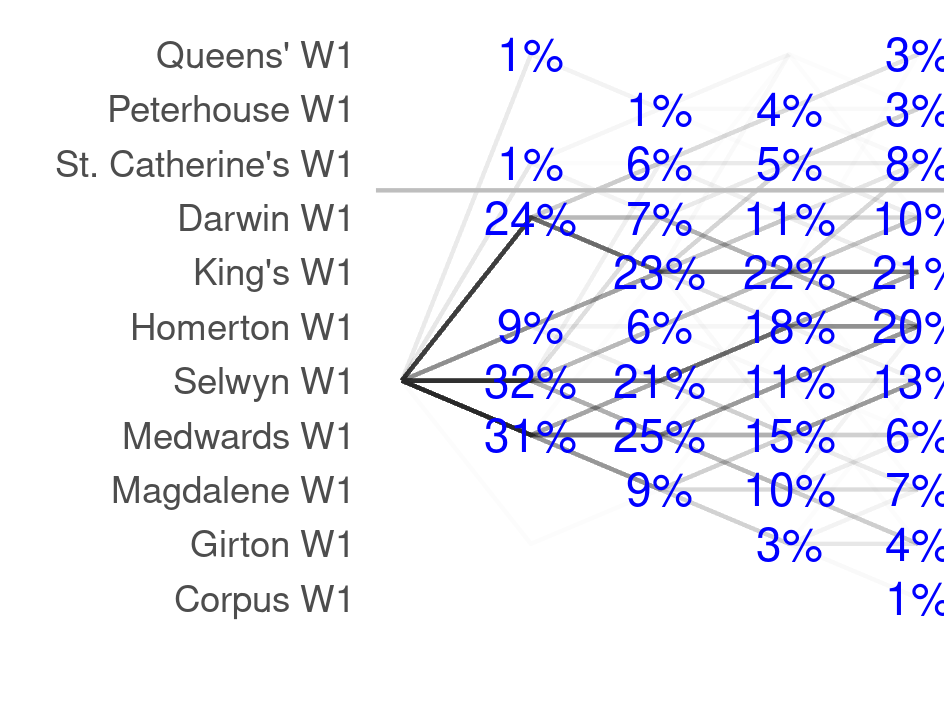 Queens' W1 1% 3%
Peterhouse W1 1% 4% 3%
St. Catherine's W1 1% 6% 5% 8%
Darwin W1 24% 7% 11% 10%
King's W1 23% 22% 21%
Homerton W1 9% 6% 18% 20%
Selwyn W1 32% 21% 11% 13%
Medwards W1 31% 25% 15% 6%
Magdalene W1 9% 10% 7%
Girton W1 3% 4%
Corpus W1 1%